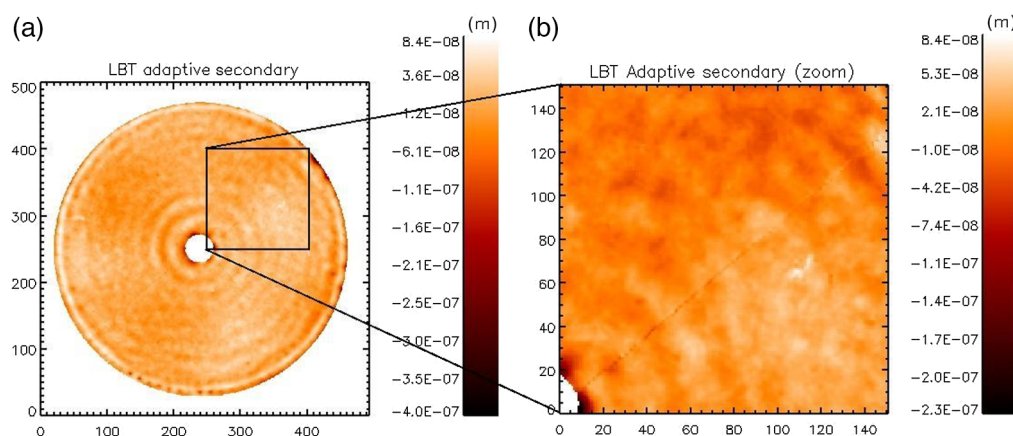 (a)
LBT adaptive secondary
(m)
500
400
300
200
100
0
0 100 200 300 400
8.4E-08
3.6E-08
-1.2E-08
-6.1E-08
-1.1E-07
-1.6E-07
-2.1E-07
-2.5E-07
-3.0E-07
-3.5E-07
-4.0E-07
(b)
LBT Adaptive secondary (zoom)
(m)
140
120
100
80
60
40
20
0
0 20 40 60 80 100 120 140
8.4E-08
5.3E-08
2.1E-08
-1.0E-08
-4.2E-08
-7.4E-08
-1.1E-07
-1.4E-07
-1.7E-07
-2.0E-07
-2.3E-07